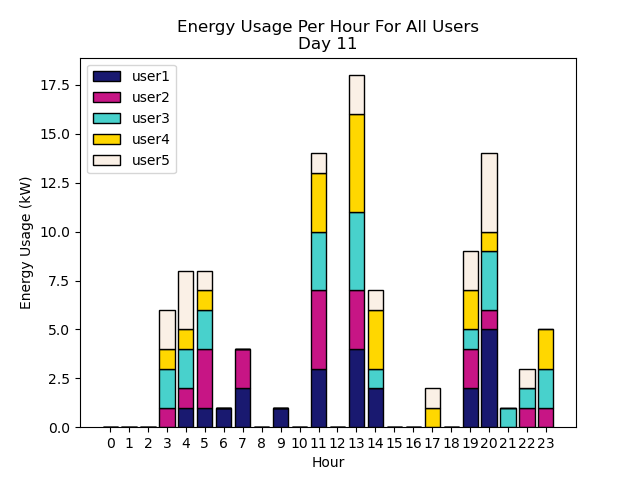 Energy Usage Per Hour For All Users
Day 11
user1
user2
user3
user4
user5
17.5
15.0
12.5
10.0
7.5
5.0
2.5
0.0
Energy Usage (kW)
0 1 2 3 4 5 6 7 8 9 10 11 12 13 14 15 16 17 18 19 20 21 22 23
Hour